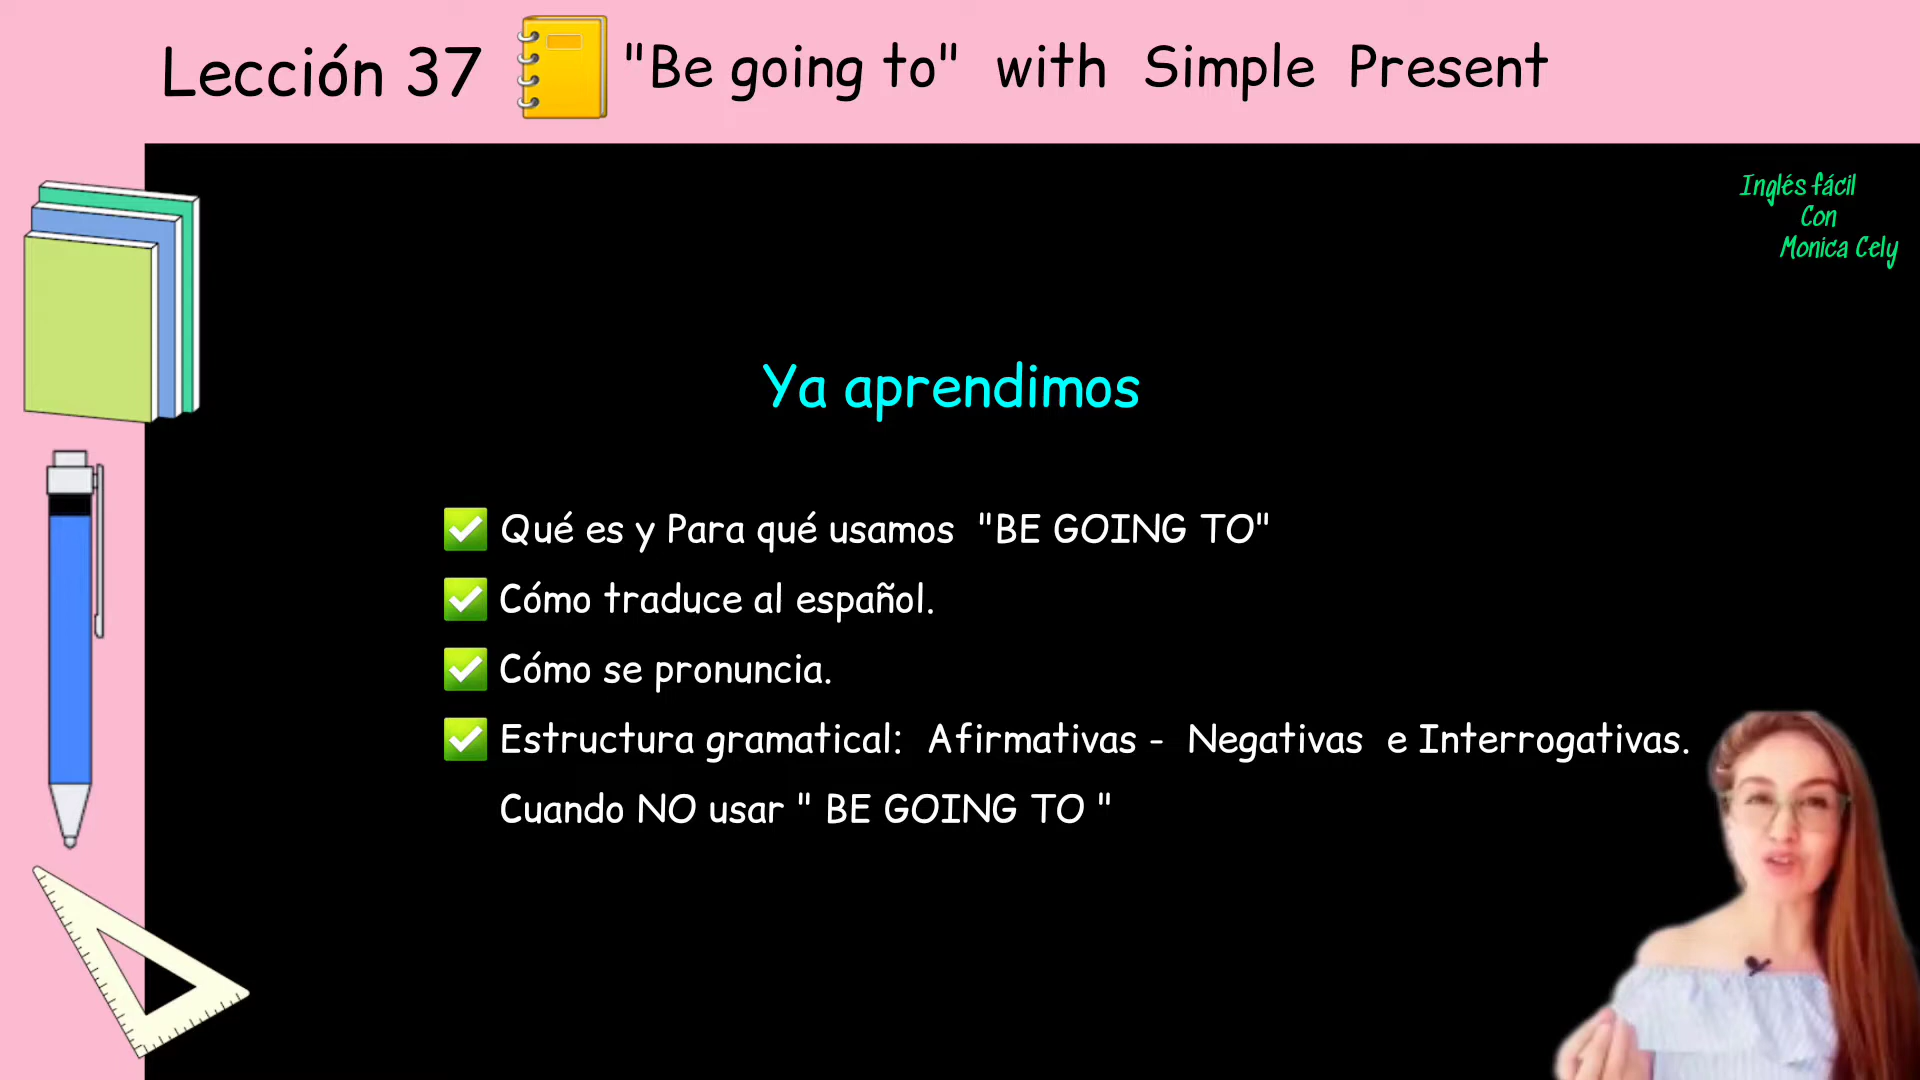 Lección 37 "Be going to" with Simple Present
Inglés fácil
Con
Monica Cely
Ya aprendimos
Qué es y Para qué usamos "BE GOING TO"
Cómo traduce al español.
Cómo se pronuncia.
Estructura gramatical: Afirmativas - Negativas e Interrogativas.
Cuando NO usar " BE GOING TO "